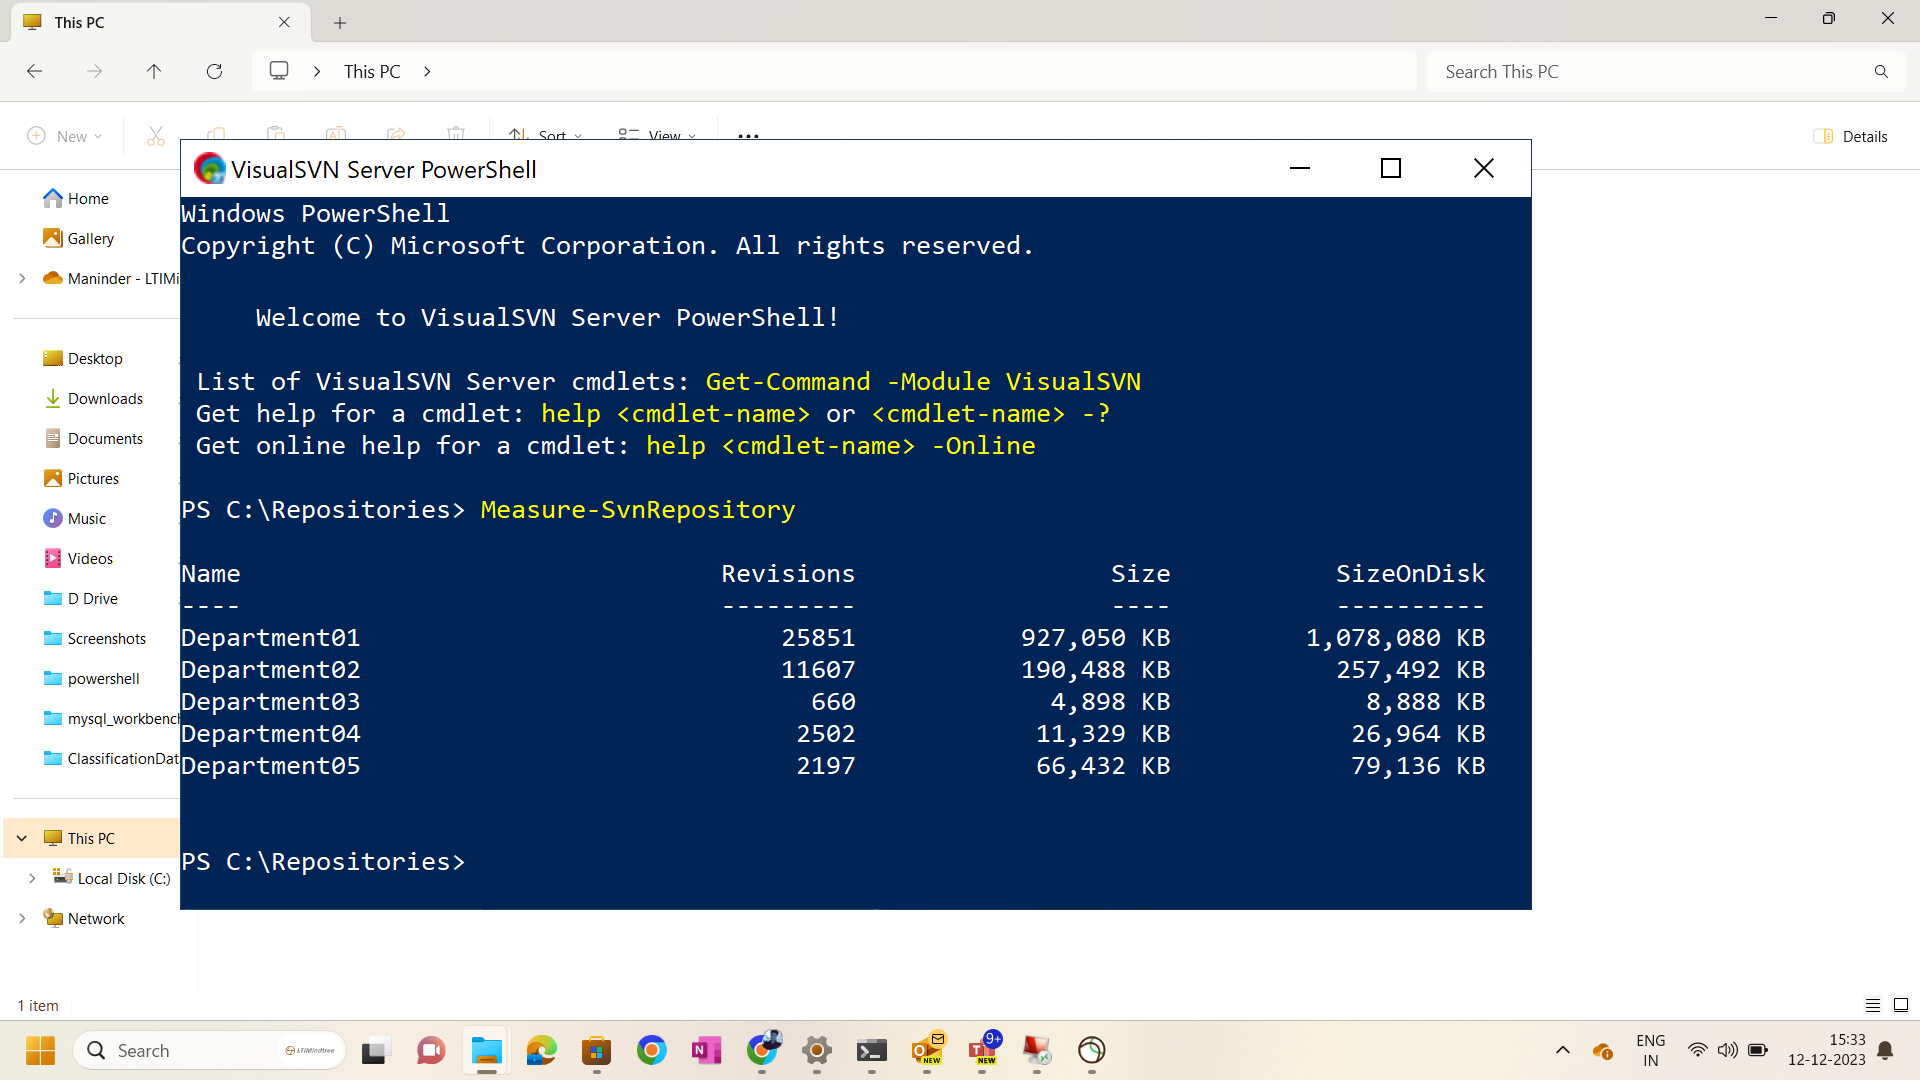 This PC
This PC
Search This PC
New
Sort
View
Details
VisualSVN Server PowerShell
Home
Gallery
Maninder - LTIMi
Desktop
Downloads
Documents
Pictures
Music
Videos
D Drive
Screenshots
powershell
mysql_workbench
ClassificationDat
This PC
Local Disk (C:)
Network
Windows PowerShell
Copyright (C) Microsoft Corporation. All rights reserved.
Welcome to VisualSVN Server PowerShell!
List of VisualSVN Server cmdlets: Get-Command -Module VisualSVN
Get help for a cmdlet: help <cmdlet-name> or <cmdlet-name> -?
Get online help for a cmdlet: help <cmdlet-name> -Online
PS C:\Repositories> Measure-SvnRepository
Name Revisions Size SizeOnDisk
---- --------- ---- ----------
Department01 25851 927,050 KB 1,078,080 KB
Department02 11607 190,488 KB 257,492 KB
Department03 660 4,898 KB 8,888 KB
Department04 2502 11,329 KB 26,964 KB
Department05 2197 66,432 KB 79,136 KB
PS C:\Repositories>
1 item
Search
LTIMindtree
N
NEW
T
9+
NEW
ENG
IN
15:33
12-12-2023